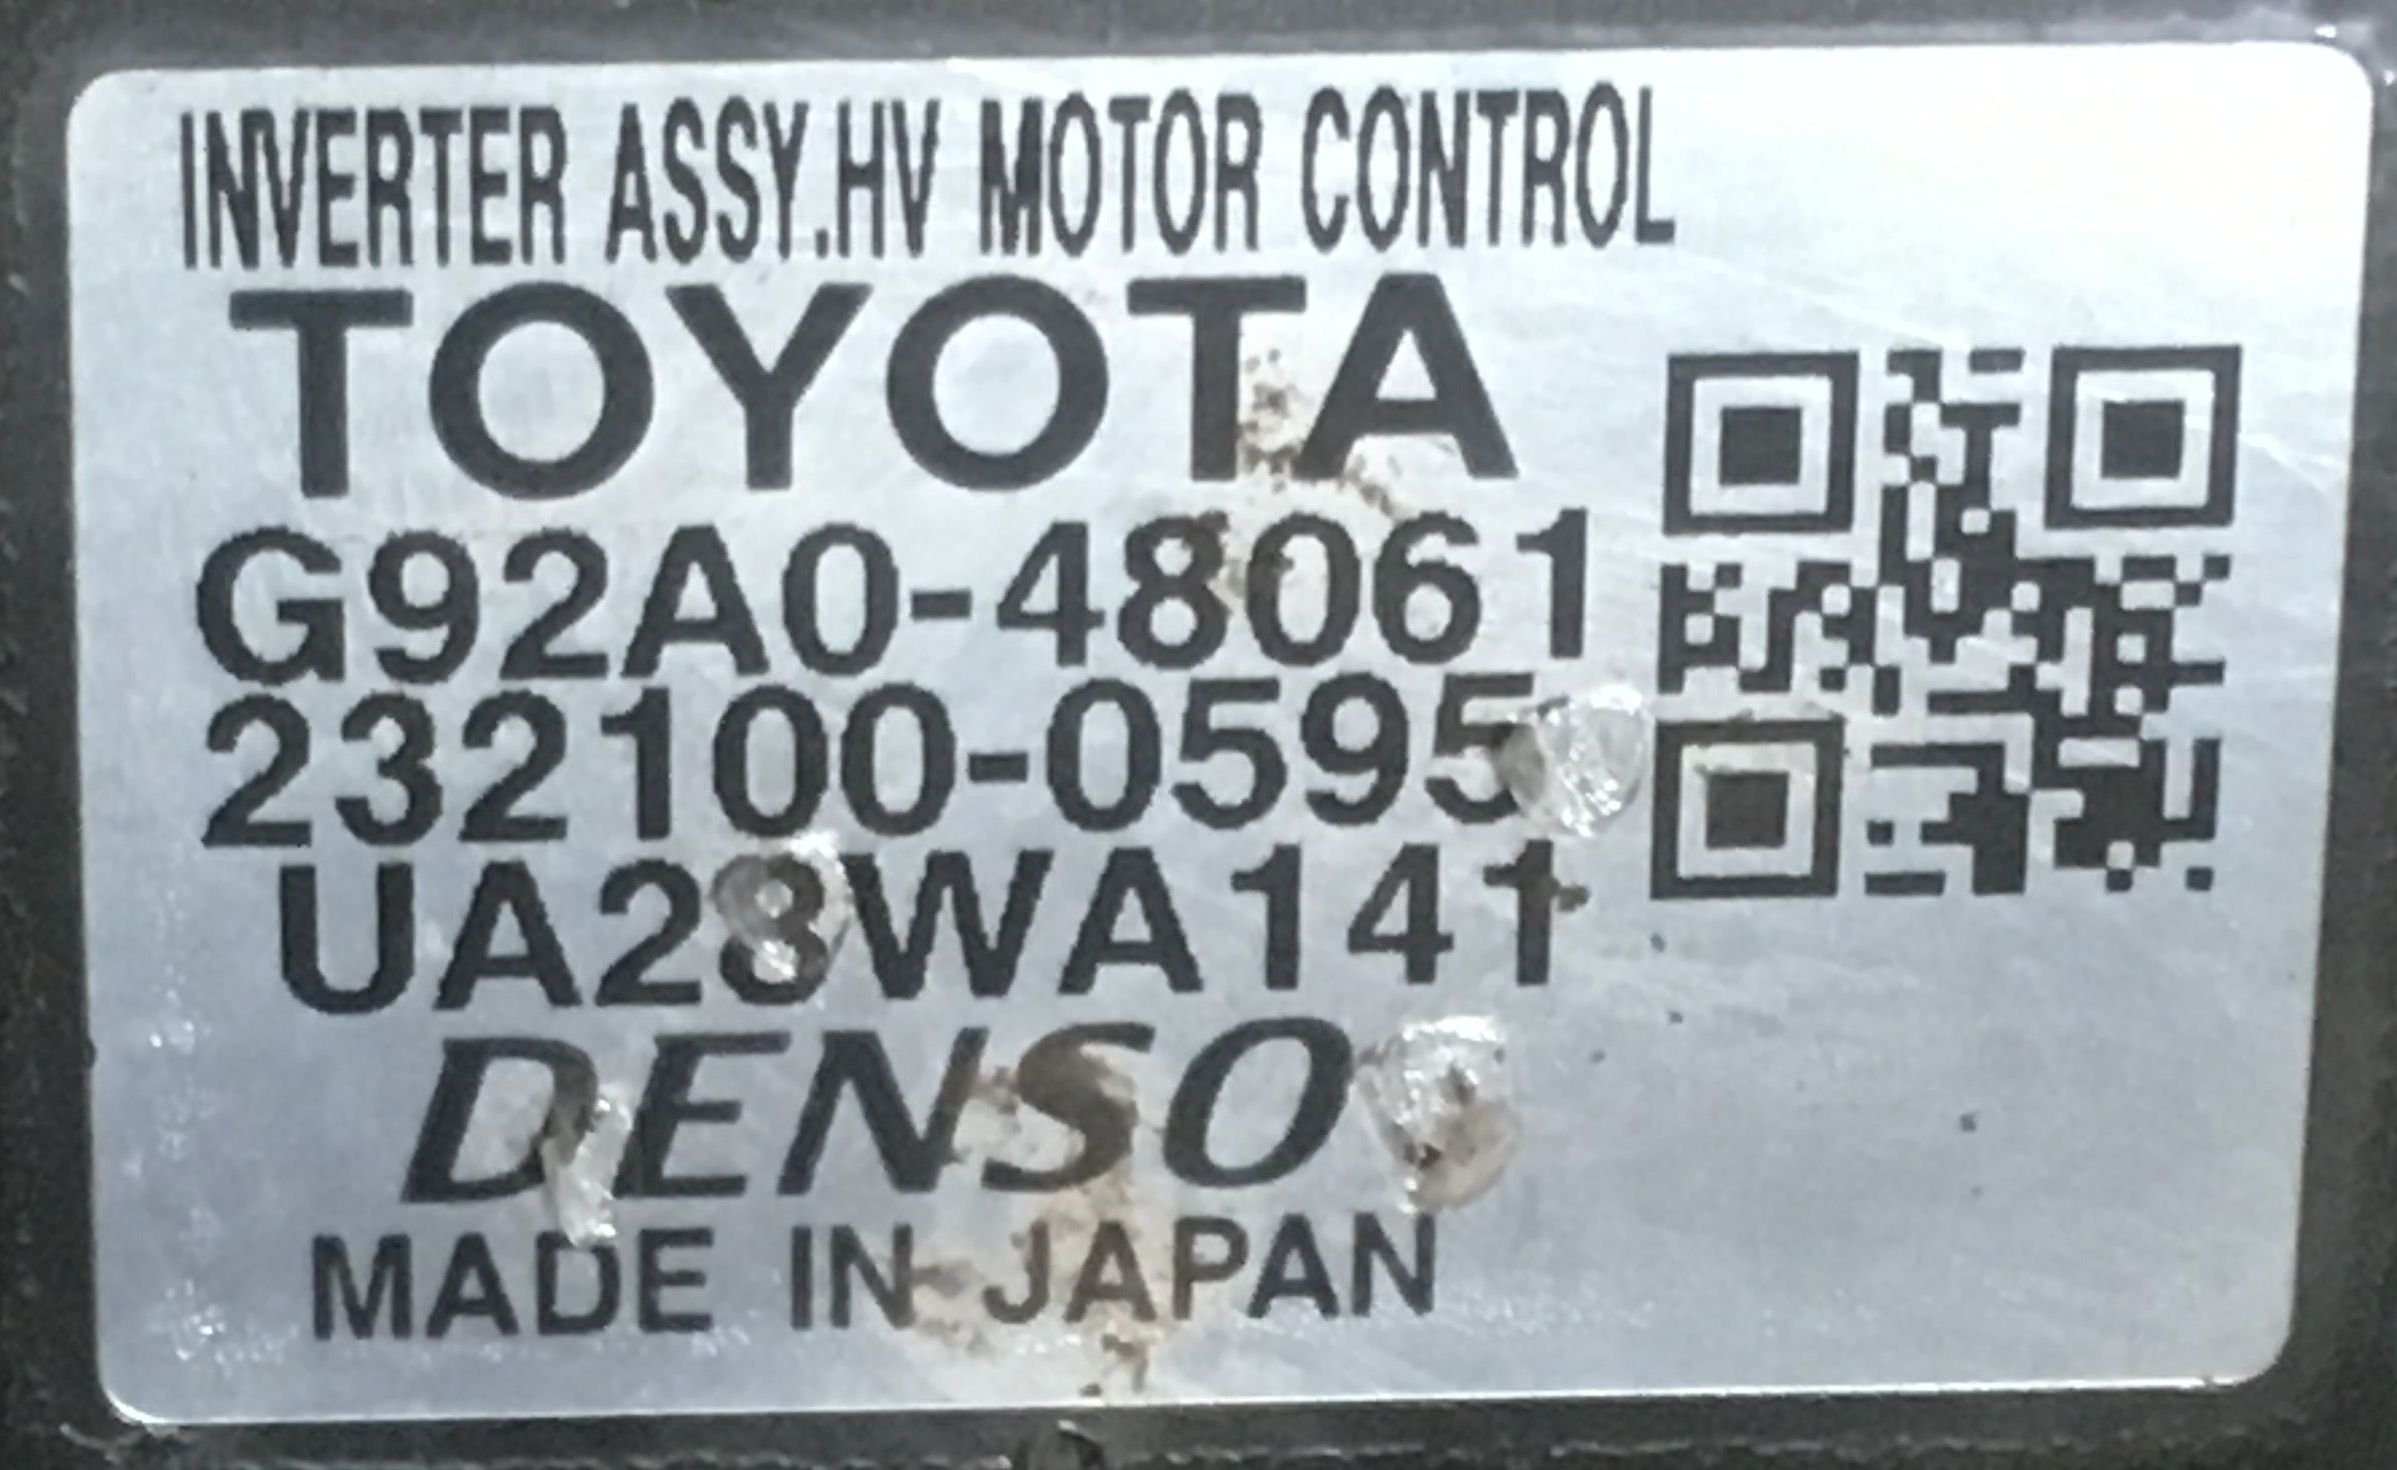 INVERTER ASSY.HV MOTOR CONTROL
TOYOTA
G92A0-48061
232100-0595
UA28WA141
DENSO
MADE IN JAPAN